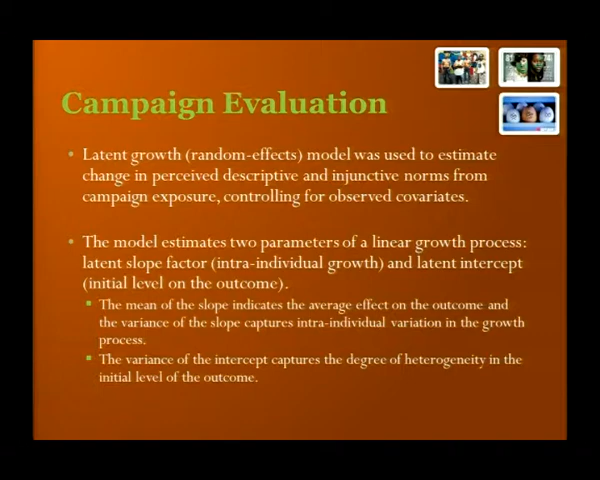 Campaign Evaluation
• Latent growth (random-effects) model was used to estimate
change in perceived descriptive and injunctive norms from
campaign exposure, controlling for observed covariates.
• The model estimates two parameters of a linear growth process:
latent slope factor (intra-individual growth) and latent intercept
(initial level on the outcome).
▪ The mean of the slope indicates the average effect on the outcome and
the variance of the slope captures intra-individual variation in the growth
process.
▪ The variance of the intercept captures the degree of heterogeneity in the
initial level of the outcome.